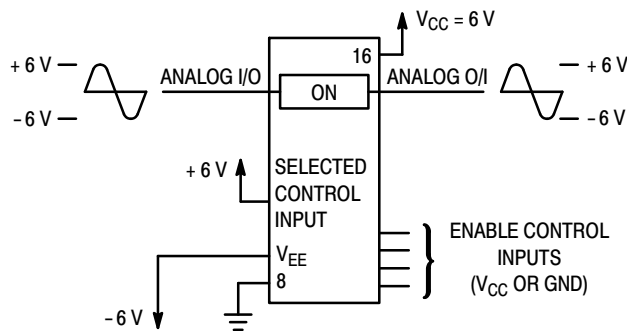 V_CC = 6 V
16
+ 6 V
− 6 V
ANALOG I/O
ON
ANALOG O/I
+ 6 V
− 6 V
+ 6 V
SELECTED
CONTROL
INPUT
V_EE
8
− 6 V
ENABLE CONTROL
INPUTS
(V_CC OR GND)